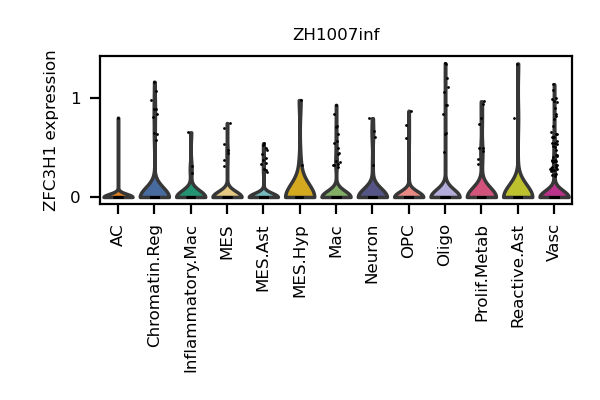 ZH1007inf
ZFC3H1 expression
1
0
AC
Chromatin.Reg
Inflammatory.Mac
MES
MES.Ast
MES.Hyp
Mac
Neuron
OPC
Oligo
Prolif.Metab
Reactive.Ast
Vasc